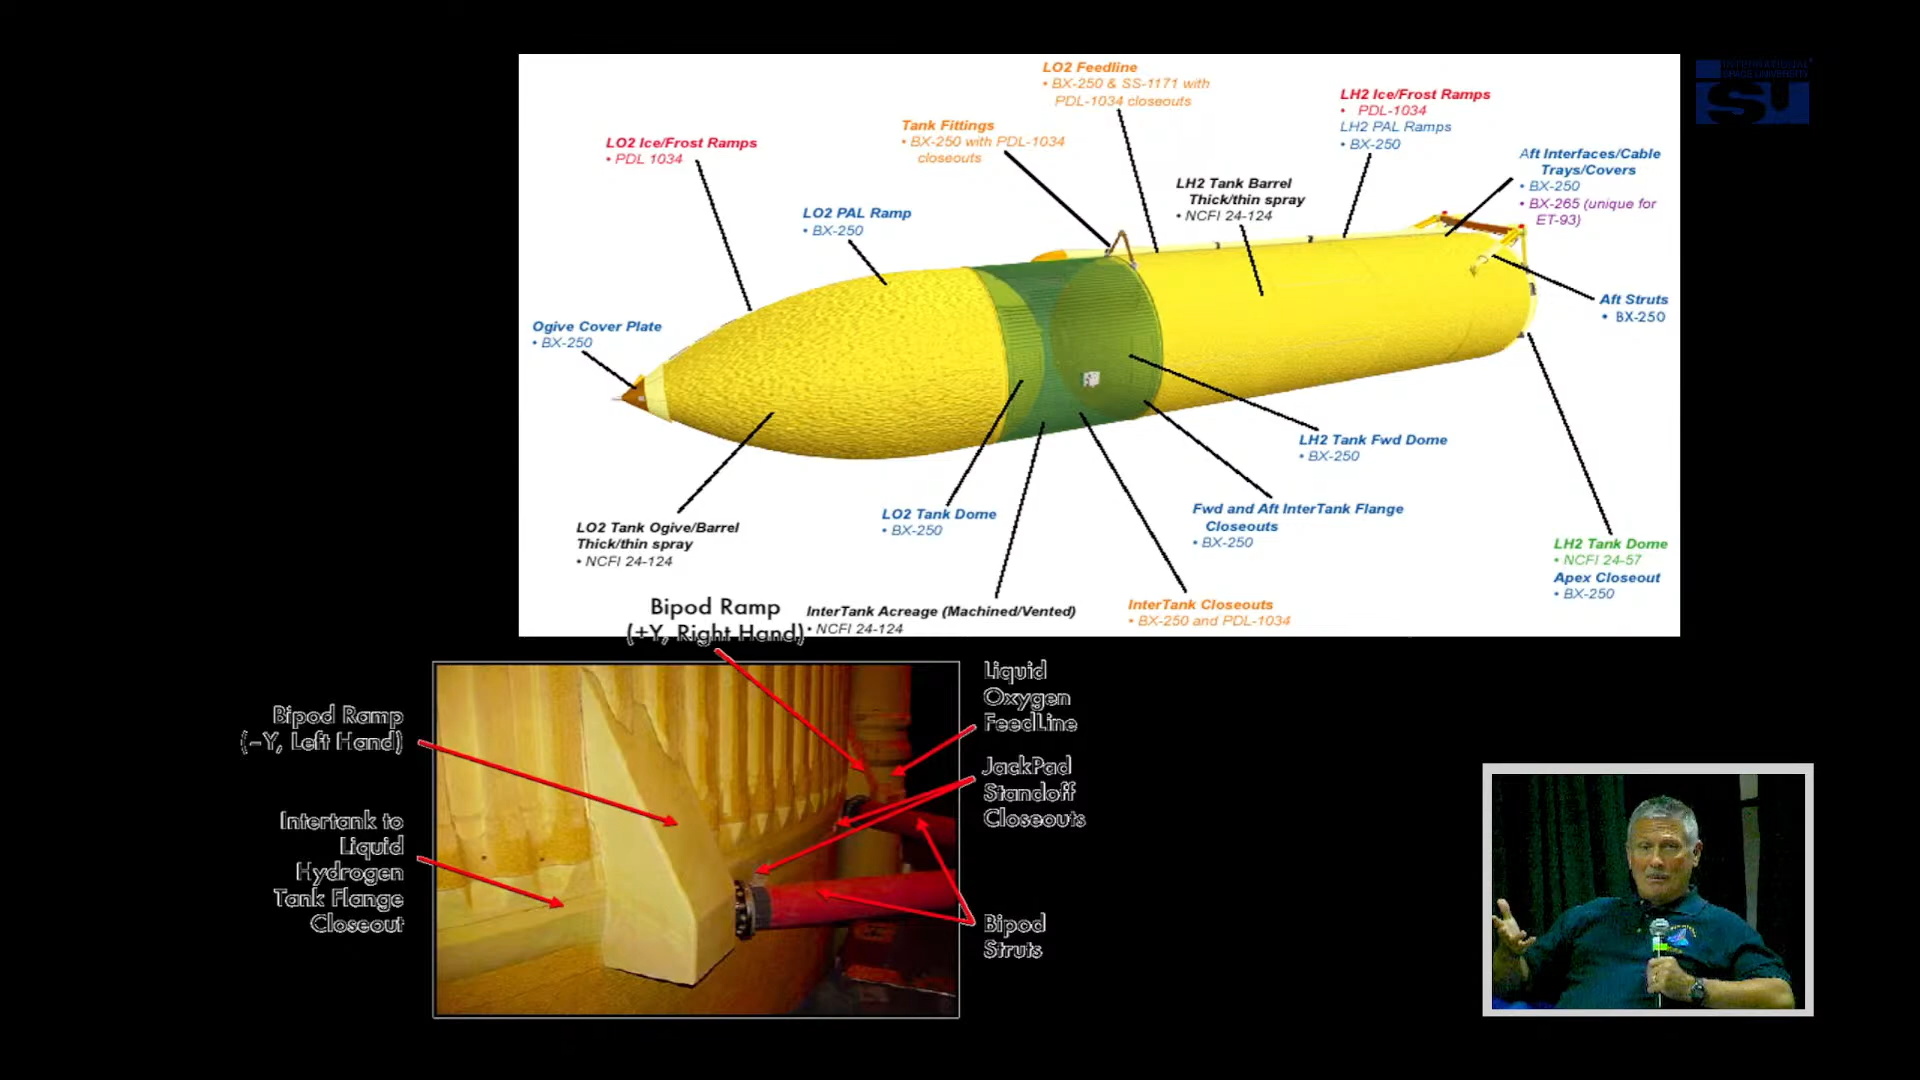 LO2 Feedline
• BX-250 & SS-1171 with
PDL-1034 closeouts
INTERNATIONAL
SPACE UNIVERSITY
LH2 Ice/Frost Ramps
• PDL-1034
LH2 PAL Ramps
• BX-250
Tank Fittings
• BX-250 with PDL-1034
closeouts
LO2 Ice/Frost Ramps
• PDL 1034
Aft Interfaces/Cable
Trays/Covers
• BX-250
• BX-265 (unique for
ET-93)
LH2 Tank Barrel
Thick/thin spray
• NCFI 24-124
LO2 PAL Ramp
• BX-250
Aft Struts
• BX-250
Ogive Cover Plate
• BX-250
LH2 Tank Fwd Dome
• BX-250
LO2 Tank Ogive/Barrel
Thick/thin spray
• NCFI 24-124
LO2 Tank Dome
• BX-250
Fwd and Aft InterTank Flange
Closeouts
• BX-250
LH2 Tank Dome
• NCFI 24-57
Apex Closeout
• BX-250
InterTank Acreage (Machined/Vented)
• NCFI 24-124
InterTank Closeouts
• BX-250 and PDL-1034
Bipod Ramp
(+Y, Right Hand)
Bipod Ramp
(−Y, Left Hand)
Intertank to
Liquid
Hydrogen
Tank Flange
Closeout
Liquid
Oxygen
FeedLine
JackPad
Standoff
Closeouts
Bipod
Struts